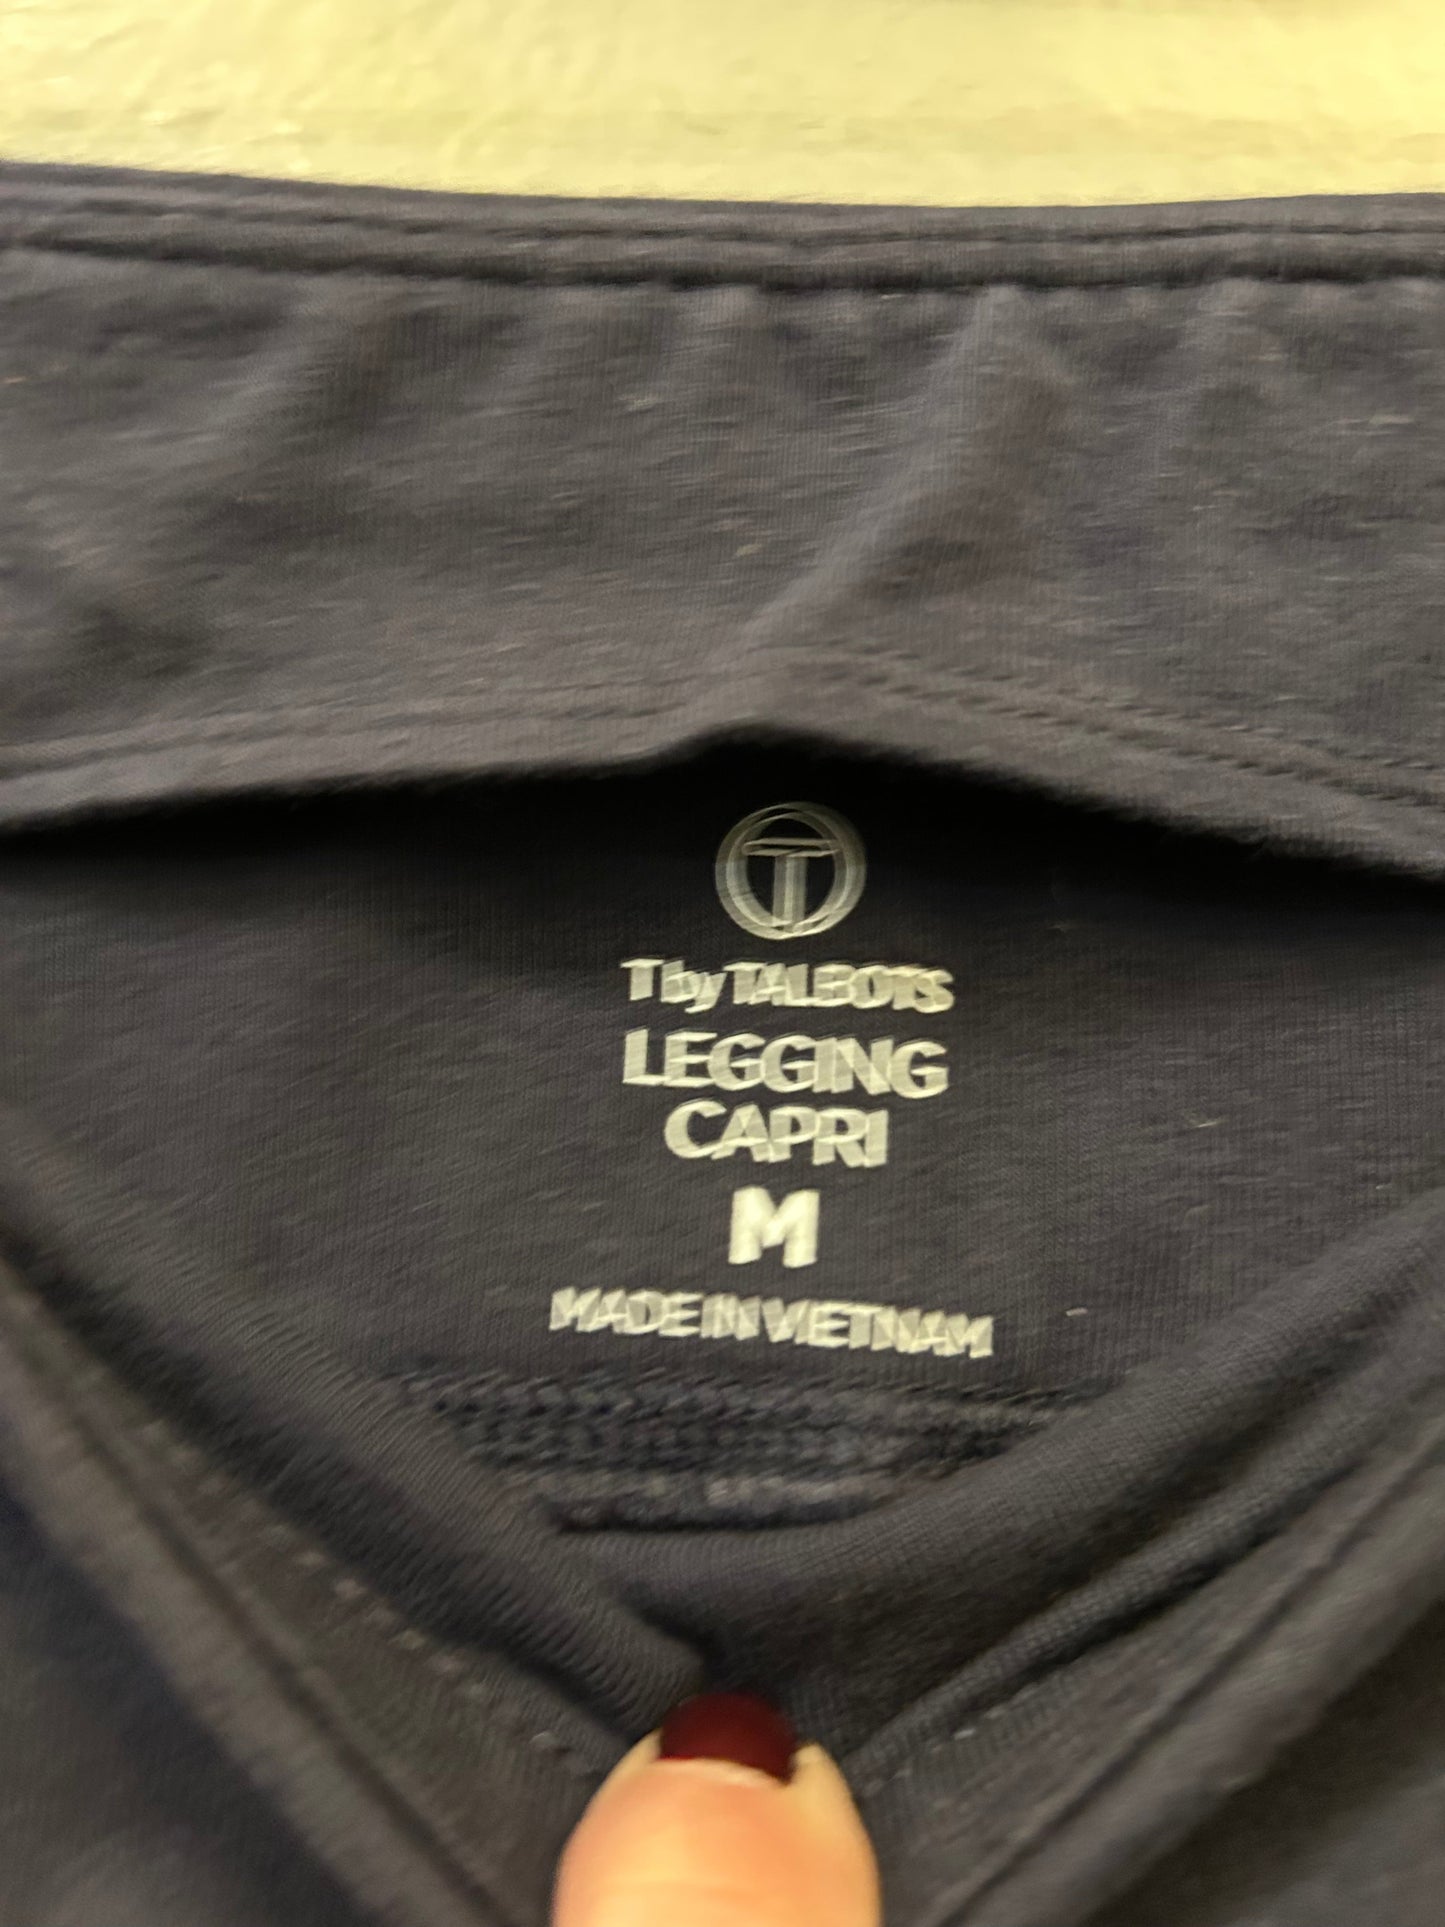 T
T by TALBOTS
LEGGING
CAPRI
M
MADE IN VIETNAM